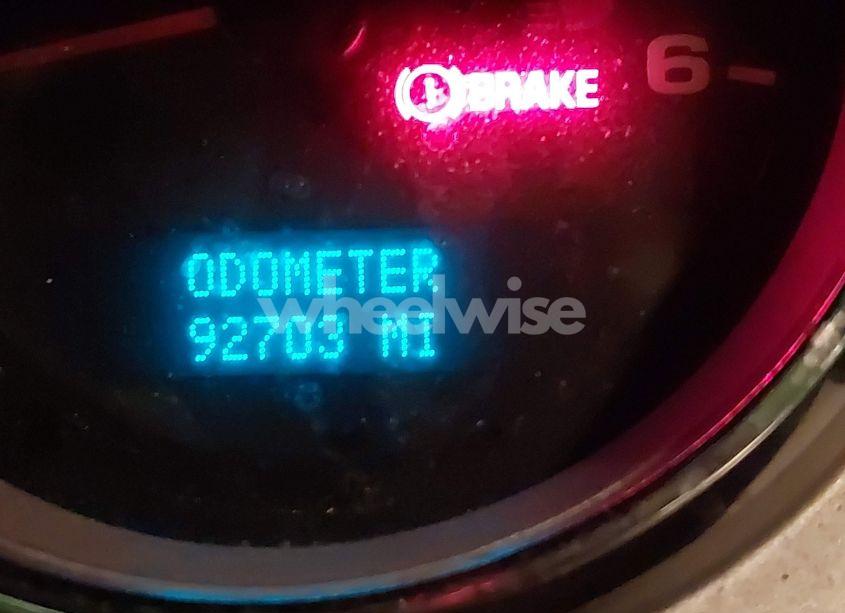 BRAKE
6
ODOMETER
92703 MI
wheelwise